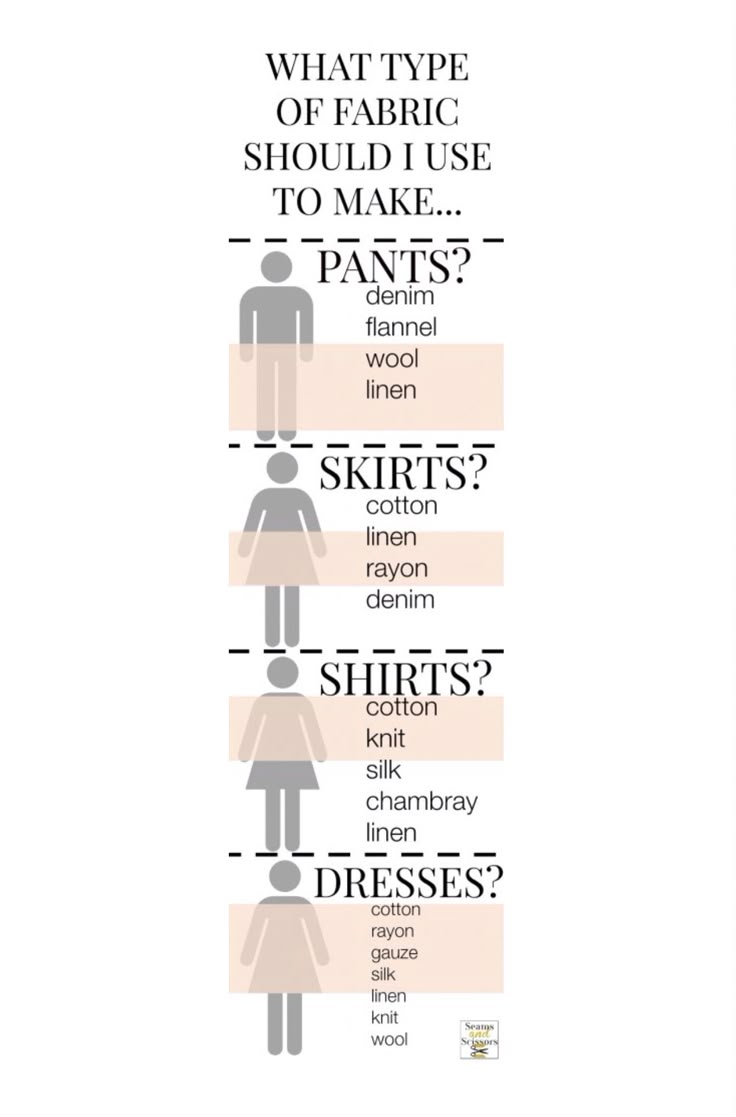 WHAT TYPE
OF FABRIC
SHOULD I USE
TO MAKE...
PANTS?
denim
flannel
wool
linen
SKIRTS?
cotton
linen
rayon
denim
SHIRTS?
cotton
knit
silk
chambray
linen
DRESSES?
cotton
rayon
gauze
silk
linen
knit
wool
Seams
and
Scissors